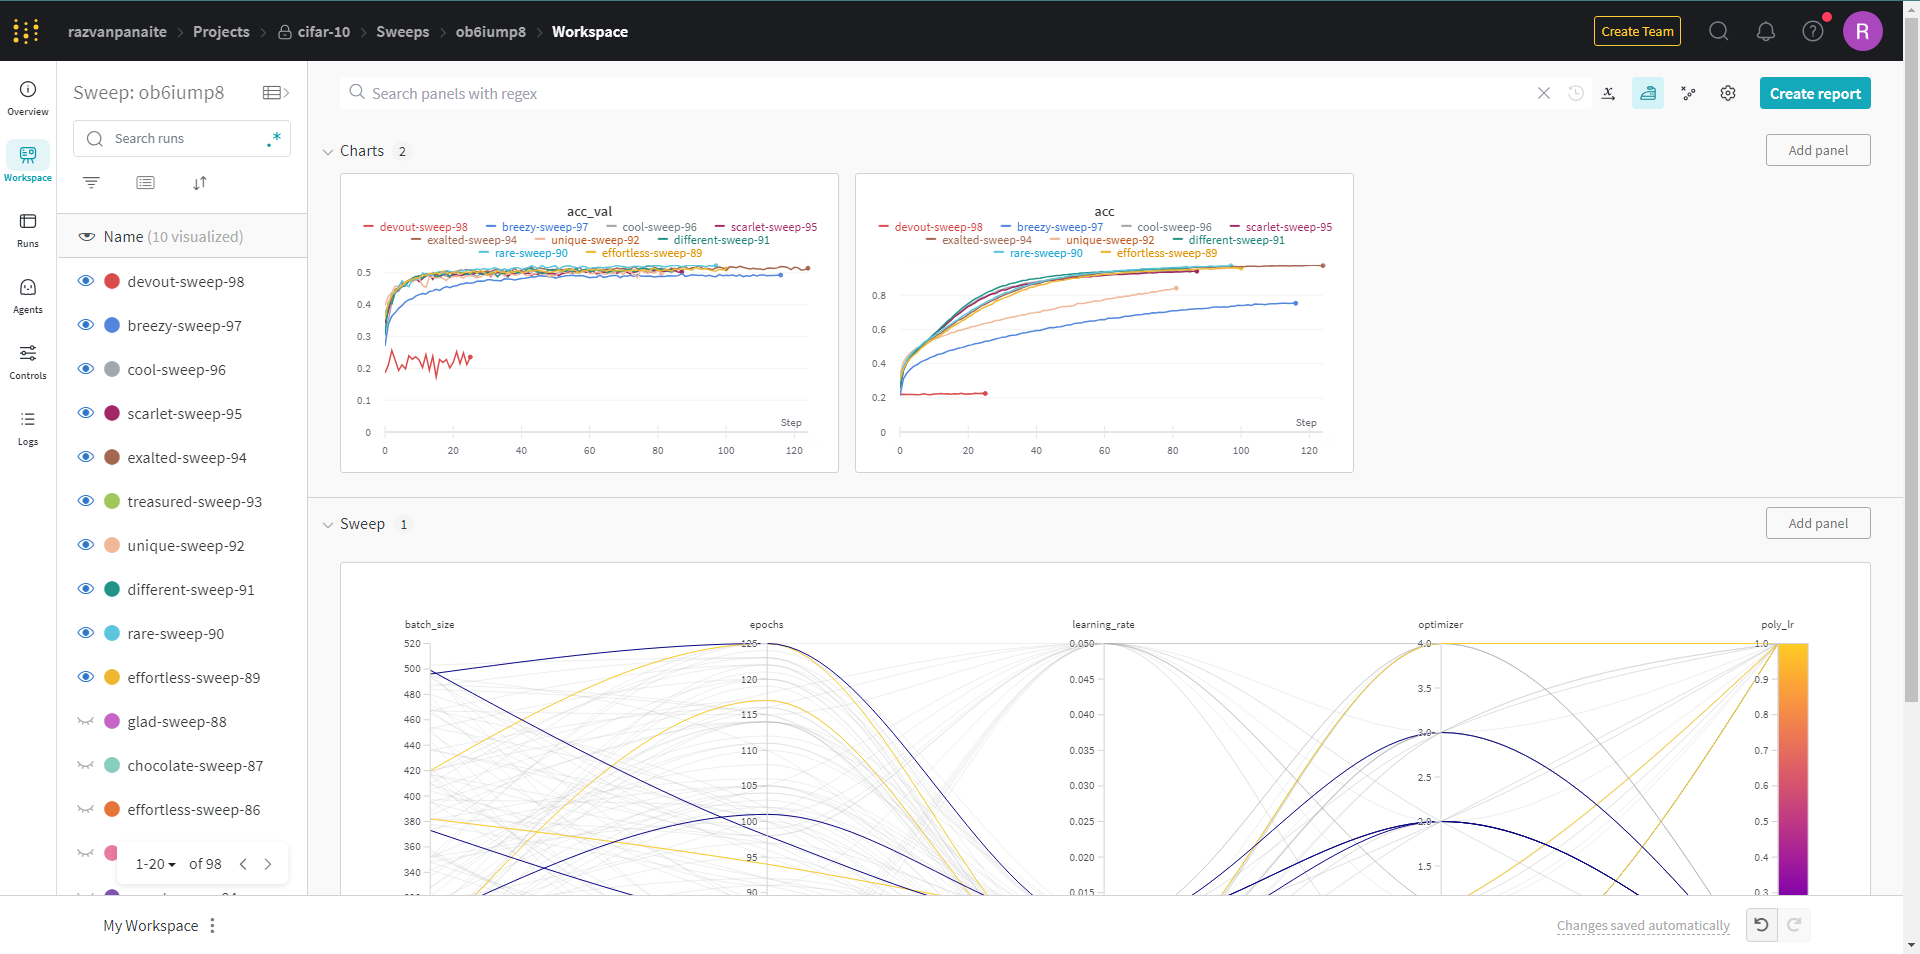 razvanpanaite > Projects > cifar-10 > Sweeps > ob6iump8 > Workspace
Create Team
R
Overview
Workspace
Runs
Agents
Controls
Logs
Sweep: ob6iump8
Search runs
.*
Name (10 visualized)
devout-sweep-98
breezy-sweep-97
cool-sweep-96
scarlet-sweep-95
exalted-sweep-94
treasured-sweep-93
unique-sweep-92
different-sweep-91
rare-sweep-90
effortless-sweep-89
glad-sweep-88
chocolate-sweep-87
effortless-sweep-86
1-20 of 98
Search panels with regex
Create report
Charts 2
Add panel
acc_val
devout-sweep-98 breezy-sweep-97 cool-sweep-96 scarlet-sweep-95
exalted-sweep-94 unique-sweep-92 different-sweep-91
rare-sweep-90 effortless-sweep-89
0.5
0.4
0.3
0.2
0.1
0
Step
0 20 40 60 80 100 120
acc
devout-sweep-98 breezy-sweep-97 cool-sweep-96 scarlet-sweep-95
exalted-sweep-94 unique-sweep-92 different-sweep-91
rare-sweep-90 effortless-sweep-89
0.8
0.6
0.4
0.2
0
Step
0 20 40 60 80 100 120
Sweep 1
Add panel
batch_size epochs learning_rate optimizer poly_lr
520
500
480
460
440
420
400
380
360
340
125
120
115
110
105
100
95
90
0.050
0.045
0.040
0.035
0.030
0.025
0.020
0.015
4.0
3.5
3.0
2.5
2.0
1.5
1.0
0.9
0.8
0.7
0.6
0.5
0.4
0.3
My Workspace
Changes saved automatically